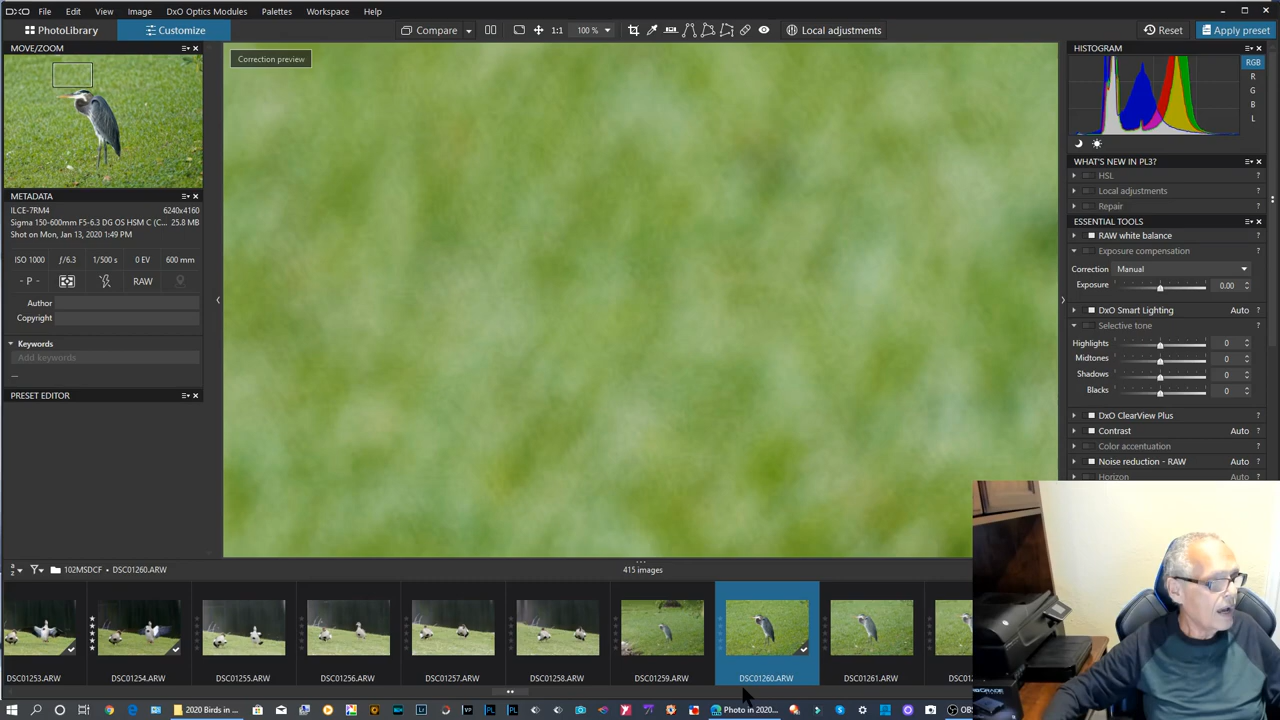 DxO File Edit View Image DxO Optics Modules Palettes Workspace Help
PhotoLibrary Customize Compare 1:1 100 % Local adjustments Reset Apply preset
MOVE/ZOOM
Correction preview
METADATA
ILCE-7RM4 6240x4160
Sigma 150-600mm F5-6.3 DG OS HSM C (C... 25.8 MB
Shot on Mon, Jan 13, 2020 1:49 PM
ISO 1000 ƒ/6.3 1/500 s 0 EV 600 mm
- P - RAW
Author
Copyright
Keywords
Add keywords
—
PRESET EDITOR
HISTOGRAM
RGB
R
G
B
L
WHAT'S NEW IN PL3?
HSL ?
Local adjustments ?
Repair ?
ESSENTIAL TOOLS
RAW white balance ?
Exposure compensation ?
Correction Manual
Exposure 0.00
DxO Smart Lighting Auto ?
Selective tone ?
Highlights 0
Midtones 0
Shadows 0
Blacks 0
DxO ClearView Plus ?
Contrast Auto ?
Color accentuation ?
Noise reduction - RAW Auto ?
Horizon ?
102MSDCF • DSC01260.ARW 415 images
DSC01253.ARW DSC01254.ARW DSC01255.ARW DSC01256.ARW DSC01257.ARW DSC01258.ARW DSC01259.ARW DSC01260.ARW DSC01261.ARW
2020 Birds in ... Photo in 2020... OBS